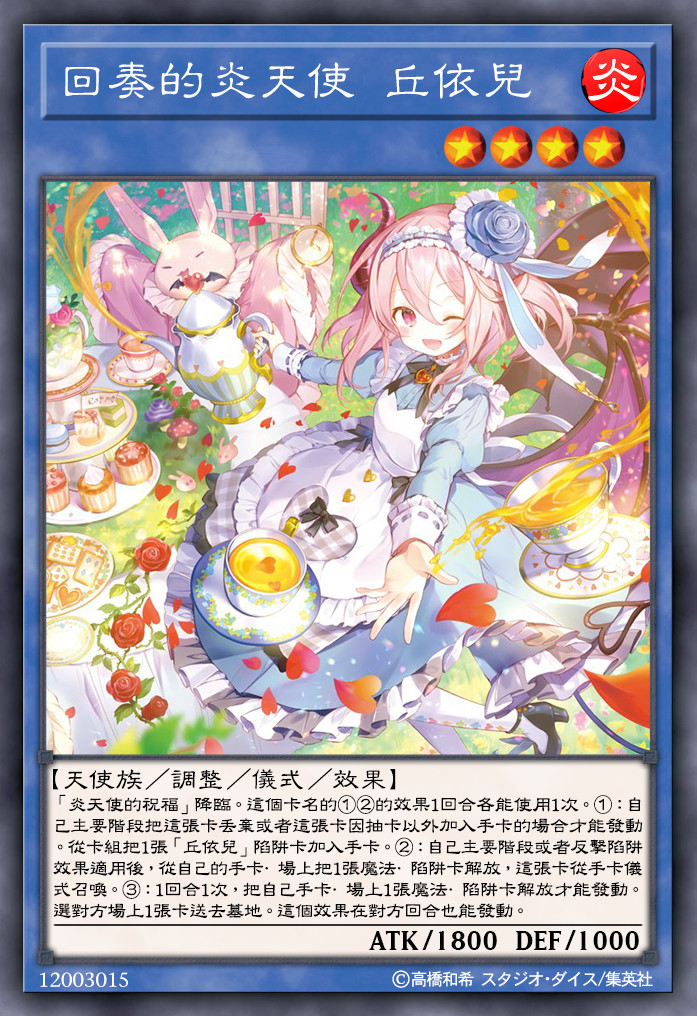 回奏的炎天使 丘依兒
炎
【天使族／調整／儀式／效果】
「炎天使的祝福」降臨。這個卡名的①②的效果1回合各能使用1次。①：自
己主要階段把這張卡丟棄或者這張卡因抽卡以外加入手卡的場合才能發動
。從卡組把1張「丘依兒」陷阱卡加入手卡。②：自己主要階段或者反擊陷阱
效果適用後，從自己的手卡·場上把1張魔法·陷阱卡解放，這張卡從手卡儀
式召喚。③：1回合1次，把自己手卡·場上1張魔法·陷阱卡解放才能發動。
選對方場上1張卡送去墓地。這個效果在對方回合也能發動。
ATK/1800 DEF/1000
12003015 ©高橋和希 スタジオ・ダイス/集英社